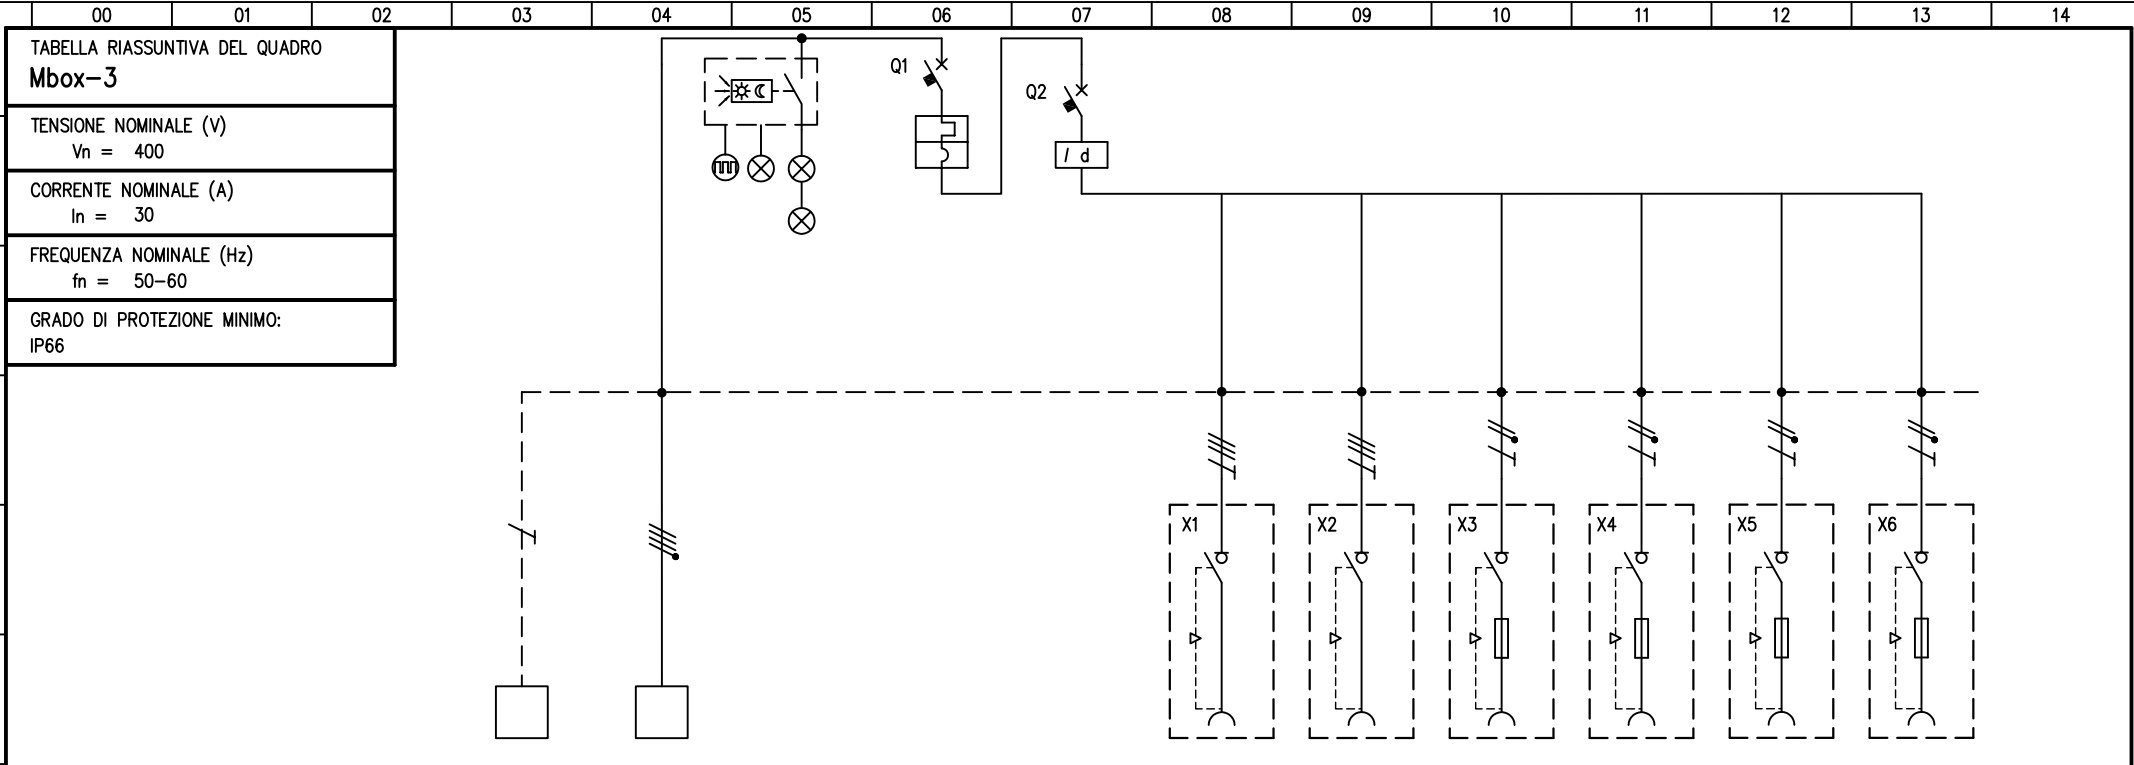 00 01 02 03 04 05 06 07 08 09 10 11 12 13 14
TABELLA RIASSUNTIVA DEL QUADRO
Mbox-3
TENSIONE NOMINALE (V)
Vn = 400
CORRENTE NOMINALE (A)
In = 30
FREQUENZA NOMINALE (Hz)
fn = 50-60
GRADO DI PROTEZIONE MINIMO:
IP66
Q1
Q2
I d
X1 X2 X3 X4 X5 X6